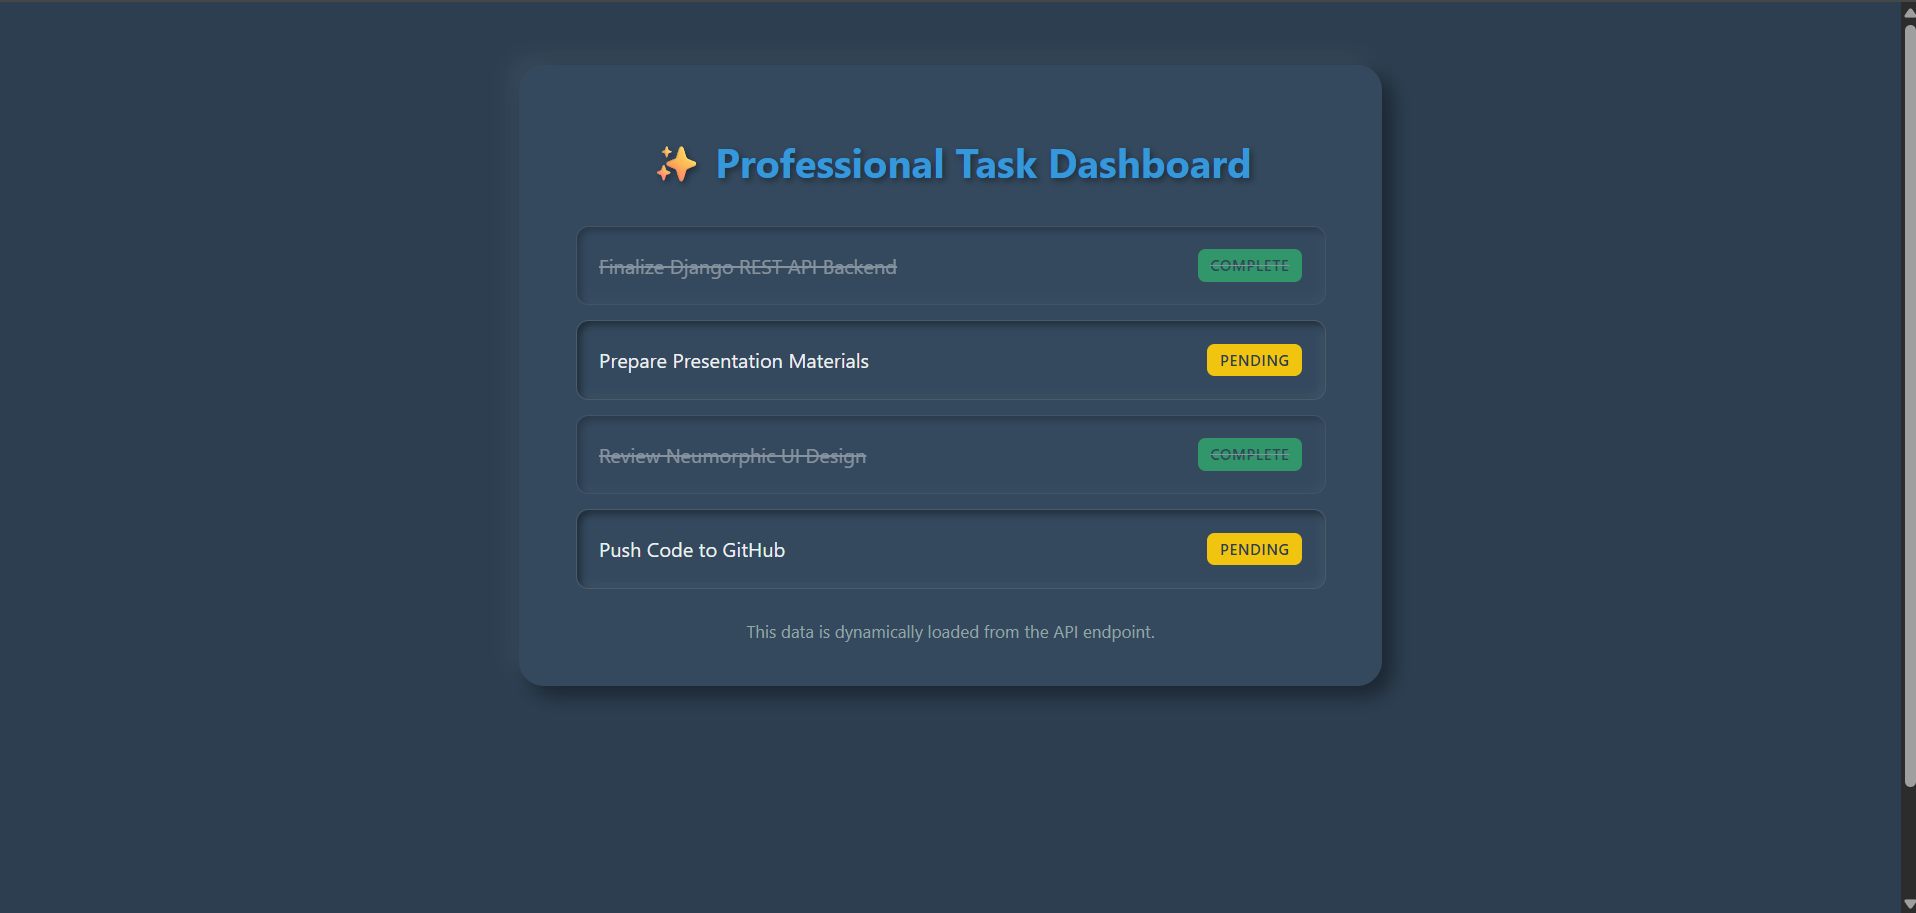 ✨ Professional Task Dashboard
Finalize Django REST API Backend COMPLETE
Prepare Presentation Materials PENDING
Review Neumorphic UI Design COMPLETE
Push Code to GitHub PENDING
This data is dynamically loaded from the API endpoint.